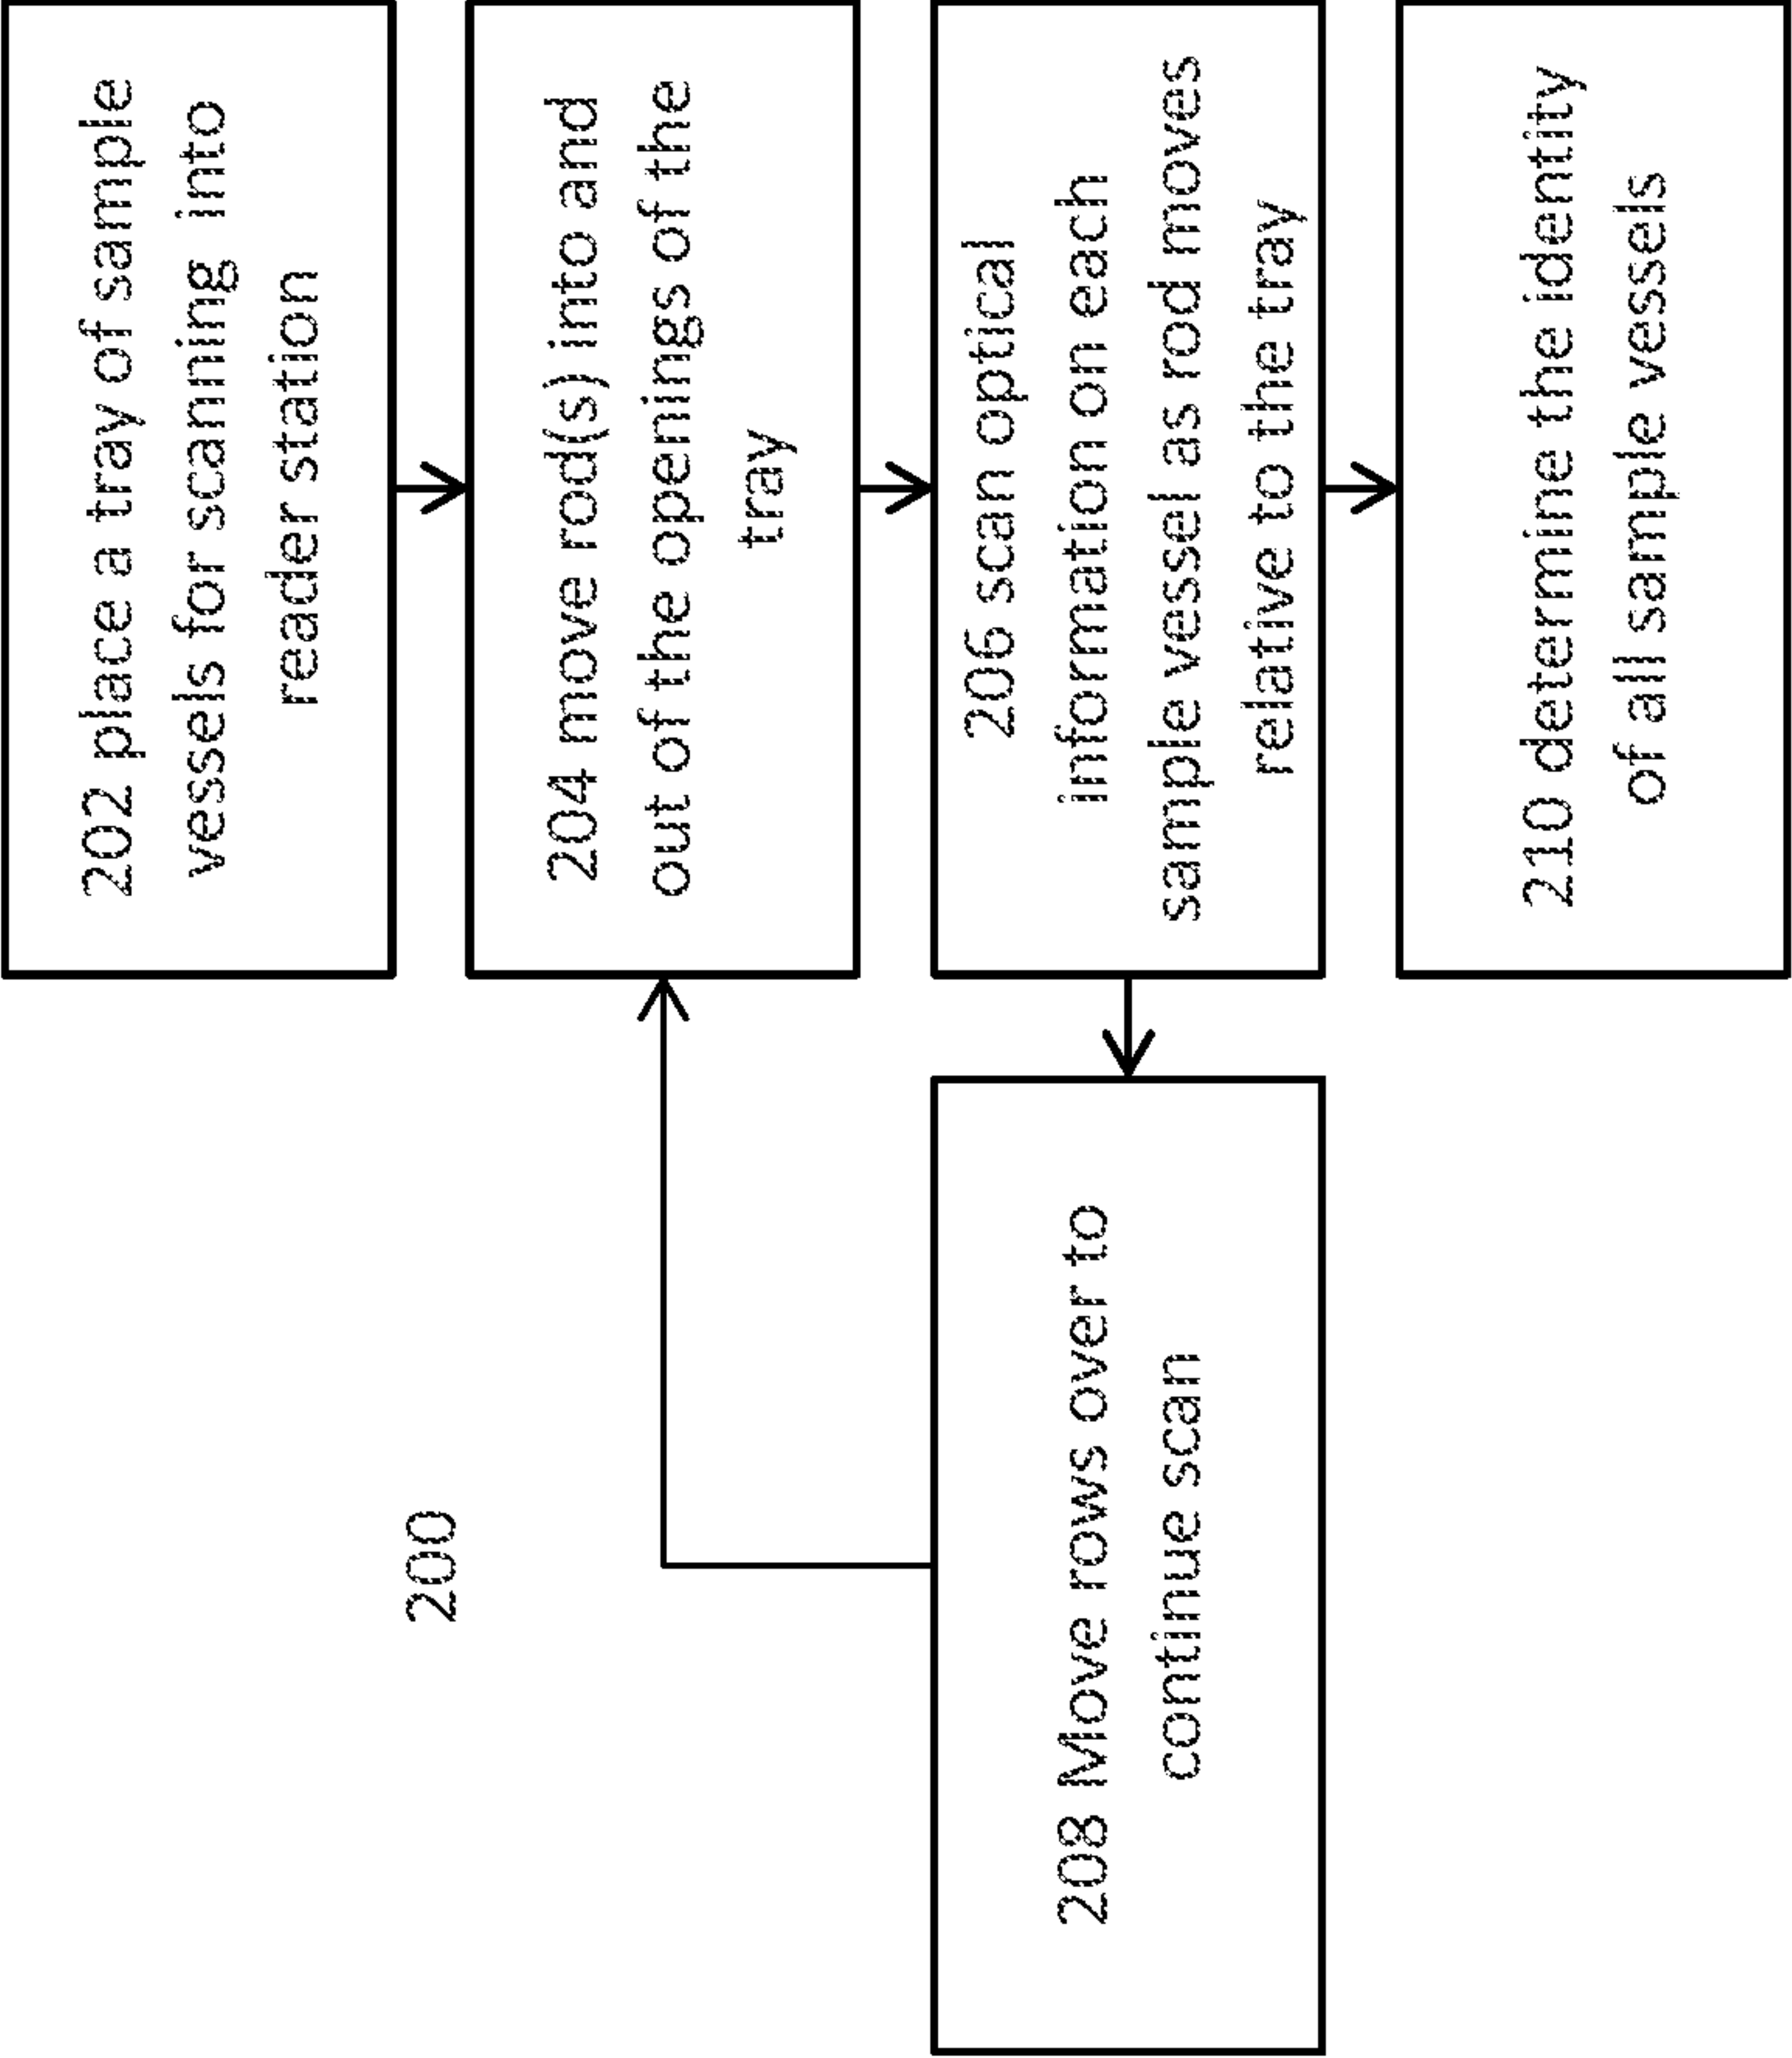 202 place a tray of sample
vessels for scanning into
reader station
204 move rod(s) into and
out of the openings of the
tray
206 scan optical
information on each
sample vessel as rod moves
relative to the tray
210 determine the identity
of all sample vessels
200
208 Move rows over to
continue scan